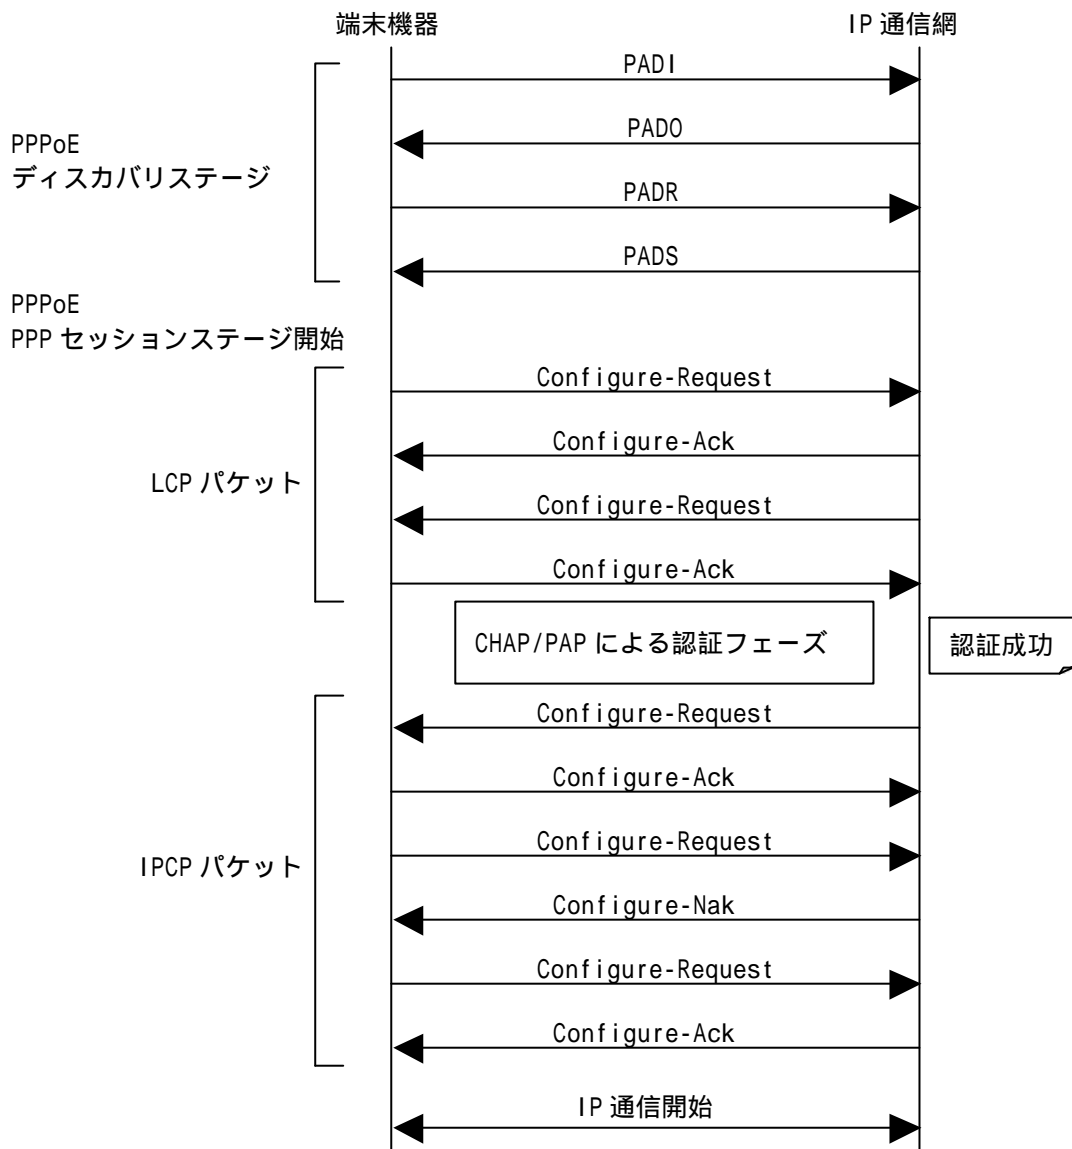 端末機器
IP 通信網
PADI
PADO
PPPoE
ディスカバリステージ
PADR
PADS
PPPoE
PPP セッションステージ開始
Configure-Request
Configure-Ack
LCP パケット
Configure-Request
Configure-Ack
CHAP/PAP による認証フェーズ
認証成功
Configure-Request
Configure-Ack
Configure-Request
IPCP パケット
Configure-Nak
Configure-Request
Configure-Ack
IP 通信開始